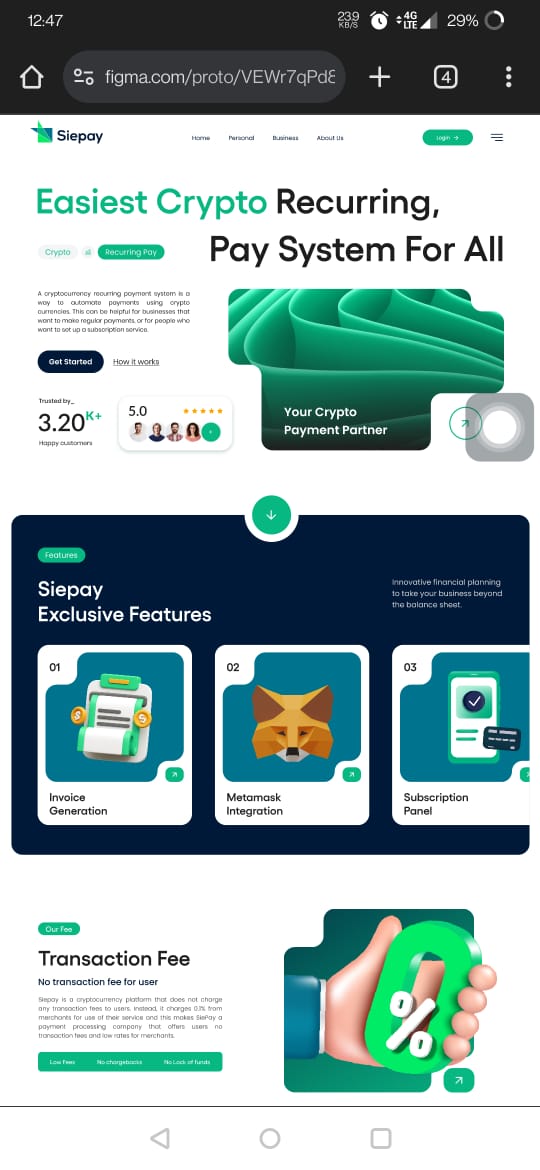 12:47
23.9 KB/S 4G LTE 29%
figma.com/proto/VEWr7qPd8
4
Siepay
Home Personal Business About Us
Login →
Easiest Crypto Recurring,
Crypto all Recurring Pay
Pay System For All
A cryptocurrency recurring payment system is a
way to automate payments using crypto
currencies. This can be helpful for businesses that
want to make regular payments, or for people who
want to set up a subscription service.
Get Started How it works
Trusted by_
3.20K+
Happy customers
5.0
Your Crypto
Payment Partner
Features
Siepay
Exclusive Features
Innovative financial planning
to take your business beyond
the balance sheet.
01
Invoice
Generation
02
Metamask
Integration
03
Subscription
Panel
Our Fee
Transaction Fee
No transaction fee for user
Siepay is a cryptocurrency platform that does not charge
any transaction fees to users. Instead, it charges 0.1% from
merchants for use of their service and this makes SiePay a
payment processing company that offers users no
transaction fees and low rates for merchants.
Low Fees No chargebacks No Lack of funds
%